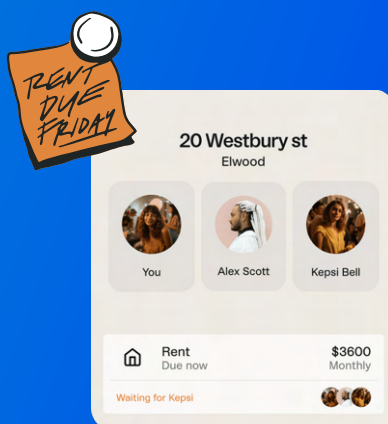 RENT
DUE
FRIDAY
20 Westbury st
Elwood
You
Alex Scott
Kepsi Bell
Rent
$3600
Due now
Monthly
Waiting for Kepsi